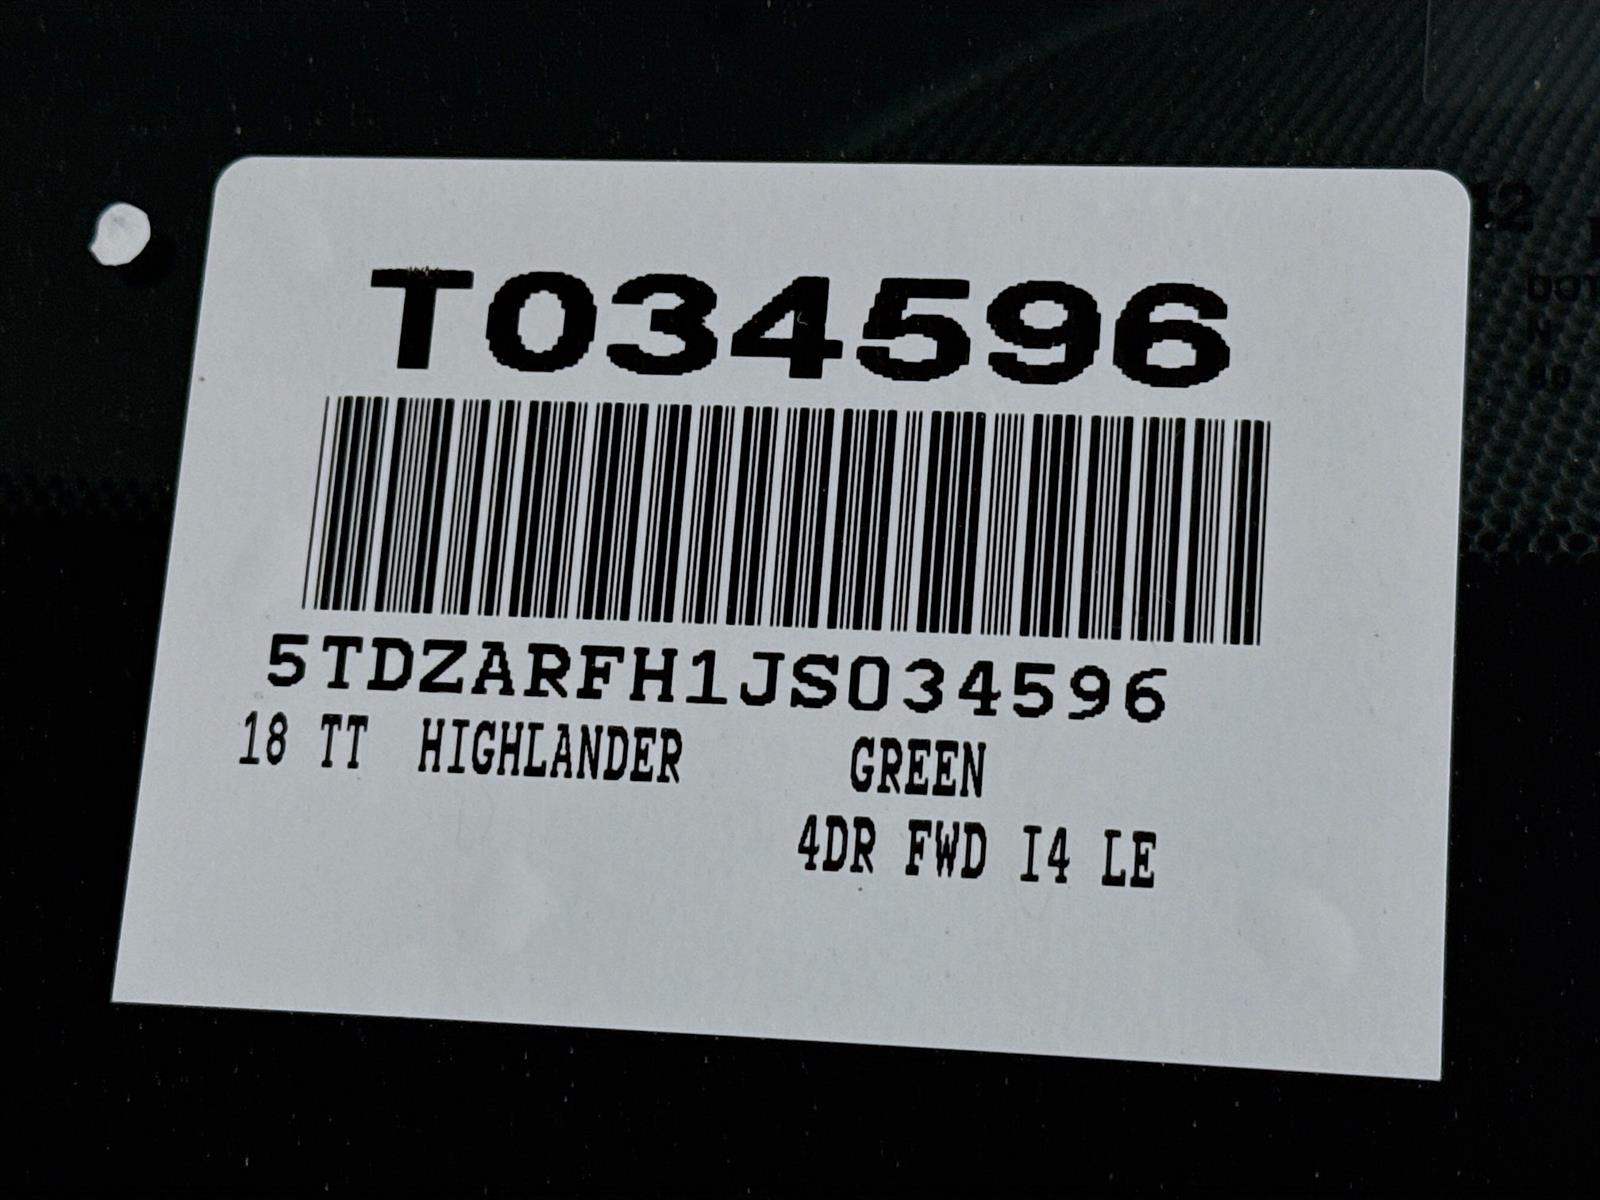 T034596
5TDZARFH1JS034596
18 TT HIGHLANDER GREEN
4DR FWD I4 LE